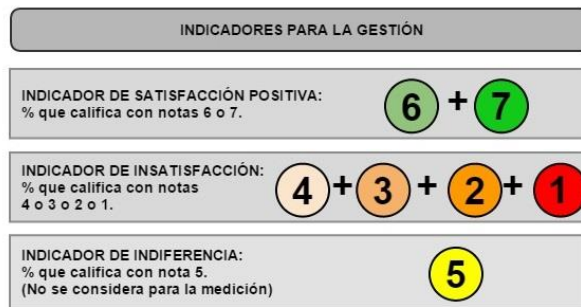 INDICADORES PARA LA GESTIÓN
INDICADOR DE SATISFACCIÓN POSITIVA:
% que califica con notas 6 o 7.
6 + 7
INDICADOR DE INSATISFACCIÓN:
% que califica con notas
4 o 3 o 2 o 1.
4 + 3 + 2 + 1
INDICADOR DE INDIFERENCIA:
% que califica con nota 5.
(No se considera para la medición)
5